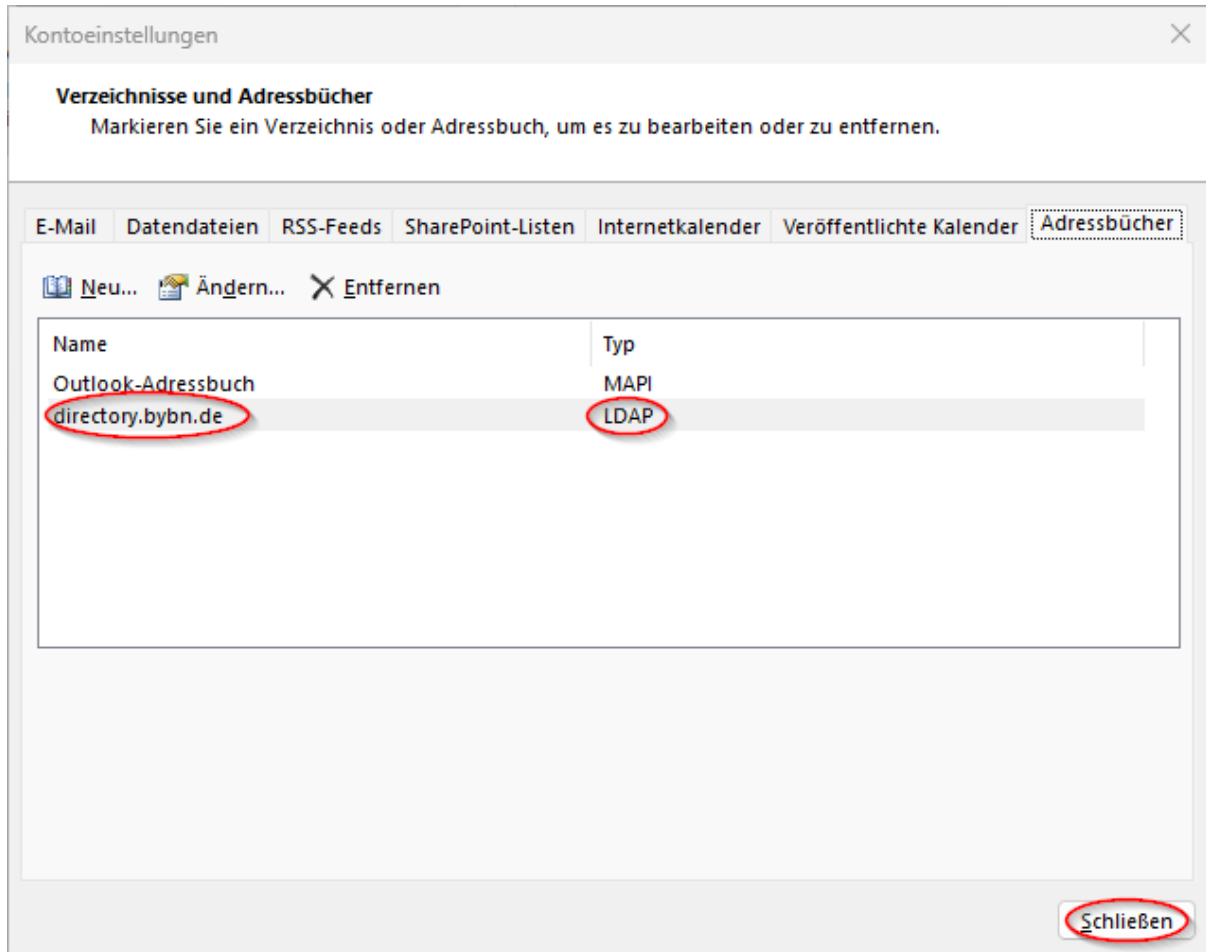 Kontoeinstellungen
Verzeichnisse und Adressbücher
Markieren Sie ein Verzeichnis oder Adressbuch, um es zu bearbeiten oder zu entfernen.
E-Mail Datendateien RSS-Feeds SharePoint-Listen Internetkalender Veröffentlichte Kalender Adressbücher
Neu... Ändern... Entfernen
Name Typ
Outlook-Adressbuch MAPI
directory.bybn.de LDAP
Schließen